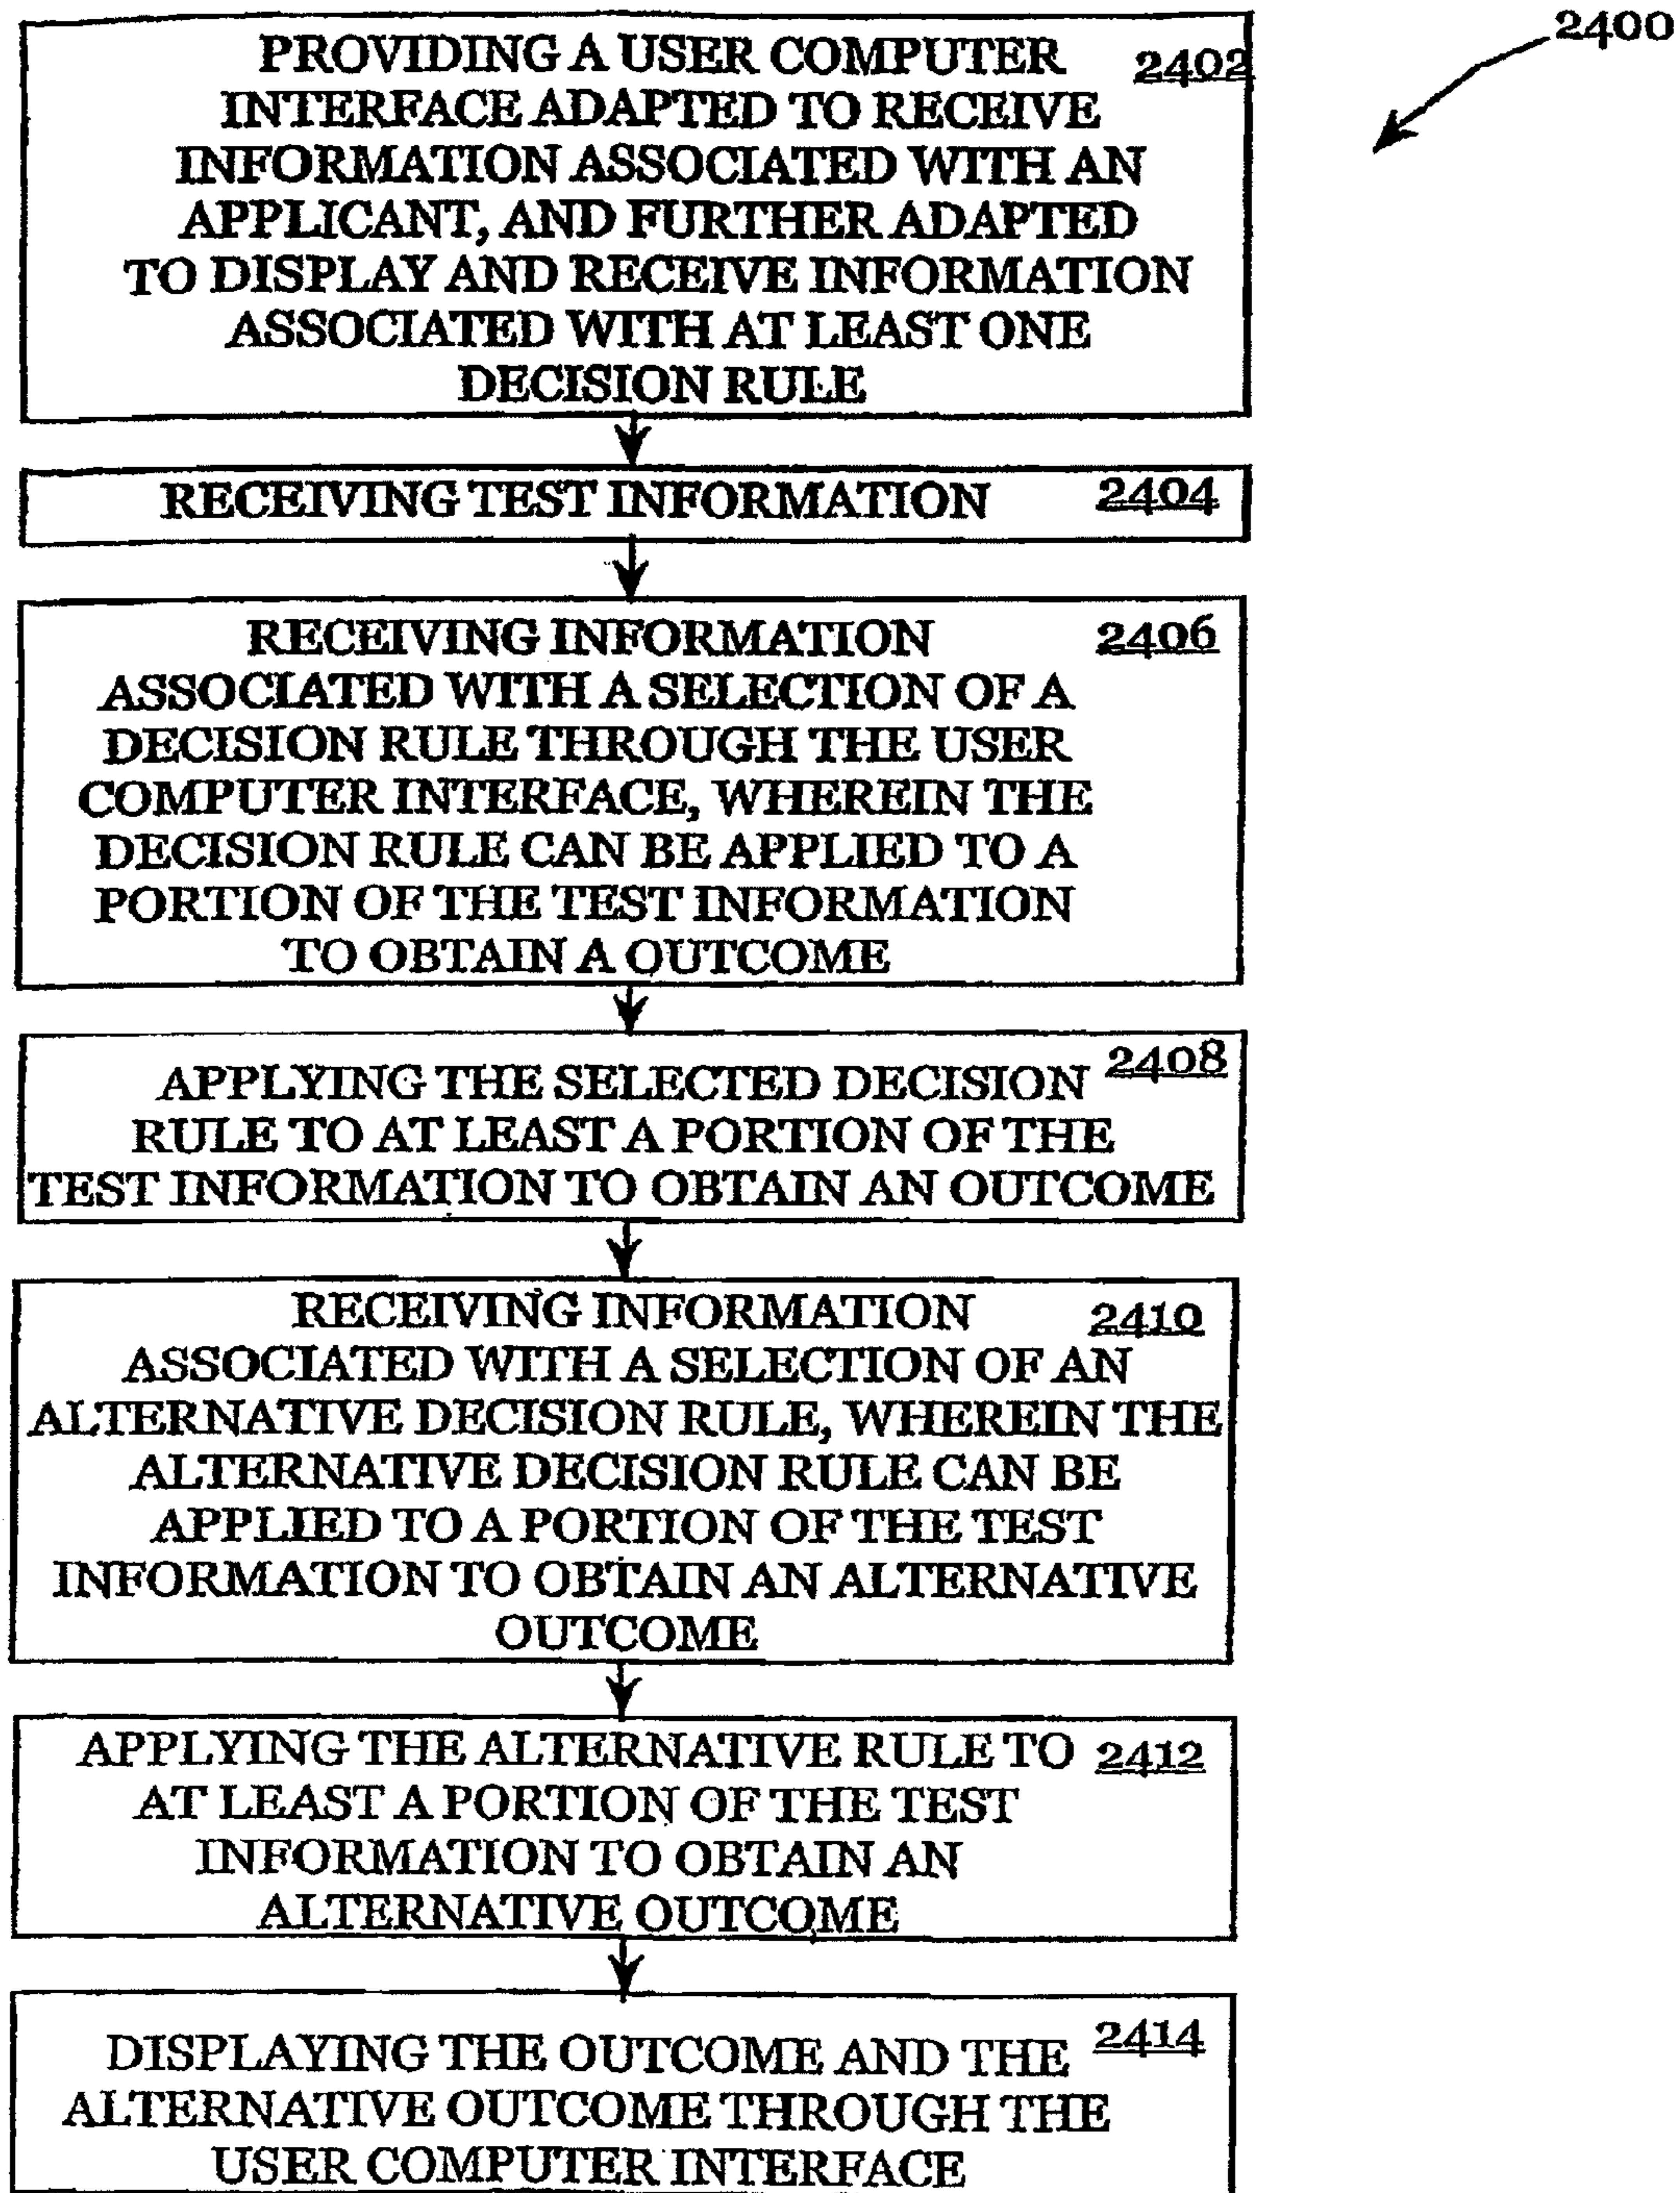 2400
PROVIDING A USER COMPUTER 2402
INTERFACE ADAPTED TO RECEIVE
INFORMATION ASSOCIATED WITH AN
APPLICANT, AND FURTHER ADAPTED
TO DISPLAY AND RECEIVE INFORMATION
ASSOCIATED WITH AT LEAST ONE
DECISION RULE
RECEIVING TEST INFORMATION 2404
RECEIVING INFORMATION 2406
ASSOCIATED WITH A SELECTION OF A
DECISION RULE THROUGH THE USER
COMPUTER INTERFACE, WHEREIN THE
DECISION RULE CAN BE APPLIED TO A
PORTION OF THE TEST INFORMATION
TO OBTAIN A OUTCOME
APPLYING THE SELECTED DECISION 2408
RULE TO AT LEAST A PORTION OF THE
TEST INFORMATION TO OBTAIN AN OUTCOME
RECEIVING INFORMATION 2410
ASSOCIATED WITH A SELECTION OF AN
ALTERNATIVE DECISION RULE, WHEREIN THE
ALTERNATIVE DECISION RULE CAN BE
APPLIED TO A PORTION OF THE TEST
INFORMATION TO OBTAIN AN ALTERNATIVE
OUTCOME
APPLYING THE ALTERNATIVE RULE TO 2412
AT LEAST A PORTION OF THE TEST
INFORMATION TO OBTAIN AN
ALTERNATIVE OUTCOME
DISPLAYING THE OUTCOME AND THE 2414
ALTERNATIVE OUTCOME THROUGH THE
USER COMPUTER INTERFACE